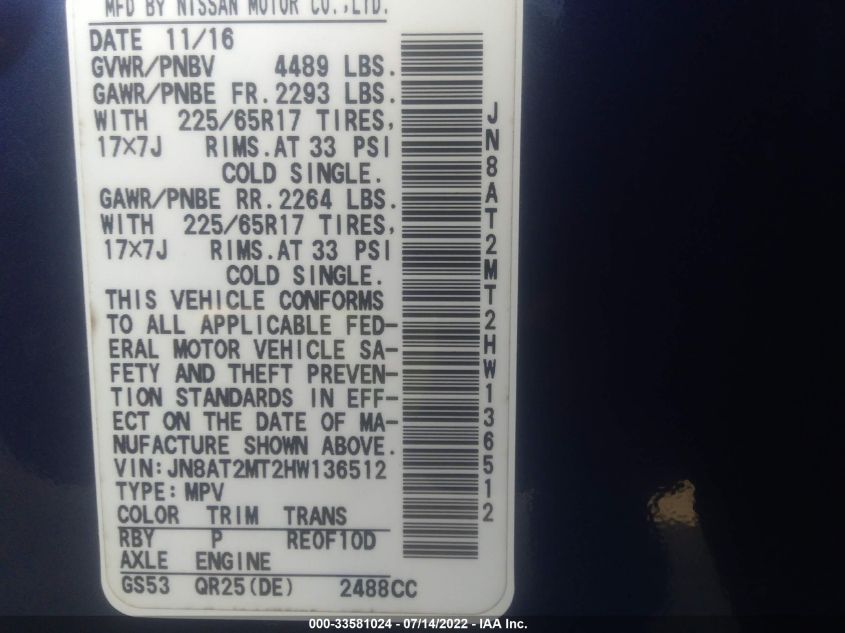 MFD BY NISSAN MOTOR CO.,LTD.
DATE 11/16
GVWR/PNBV 4489 LBS.
GAWR/PNBE FR.2293 LBS.
WITH 225/65R17 TIRES,
17×7J RIMS.AT 33 PSI
COLD SINGLE.
GAWR/PNBE RR.2264 LBS.
WITH 225/65R17 TIRES,
17×7J RIMS.AT 33 PSI
COLD SINGLE.
THIS VEHICLE CONFORMS
TO ALL APPLICABLE FED-
ERAL MOTOR VEHICLE SA-
FETY AND THEFT PREVEN-
TION STANDARDS IN EFF-
ECT ON THE DATE OF MA-
NUFACTURE SHOWN ABOVE.
VIN:JN8AT2MT2HW136512
TYPE:MPV
COLOR TRIM TRANS
RBY P RE0F10D
AXLE ENGINE
GS53 QR25(DE) 2488CC
JN8AT2MT2HW136512
000-33581024 - 07/14/2022 - IAA Inc.